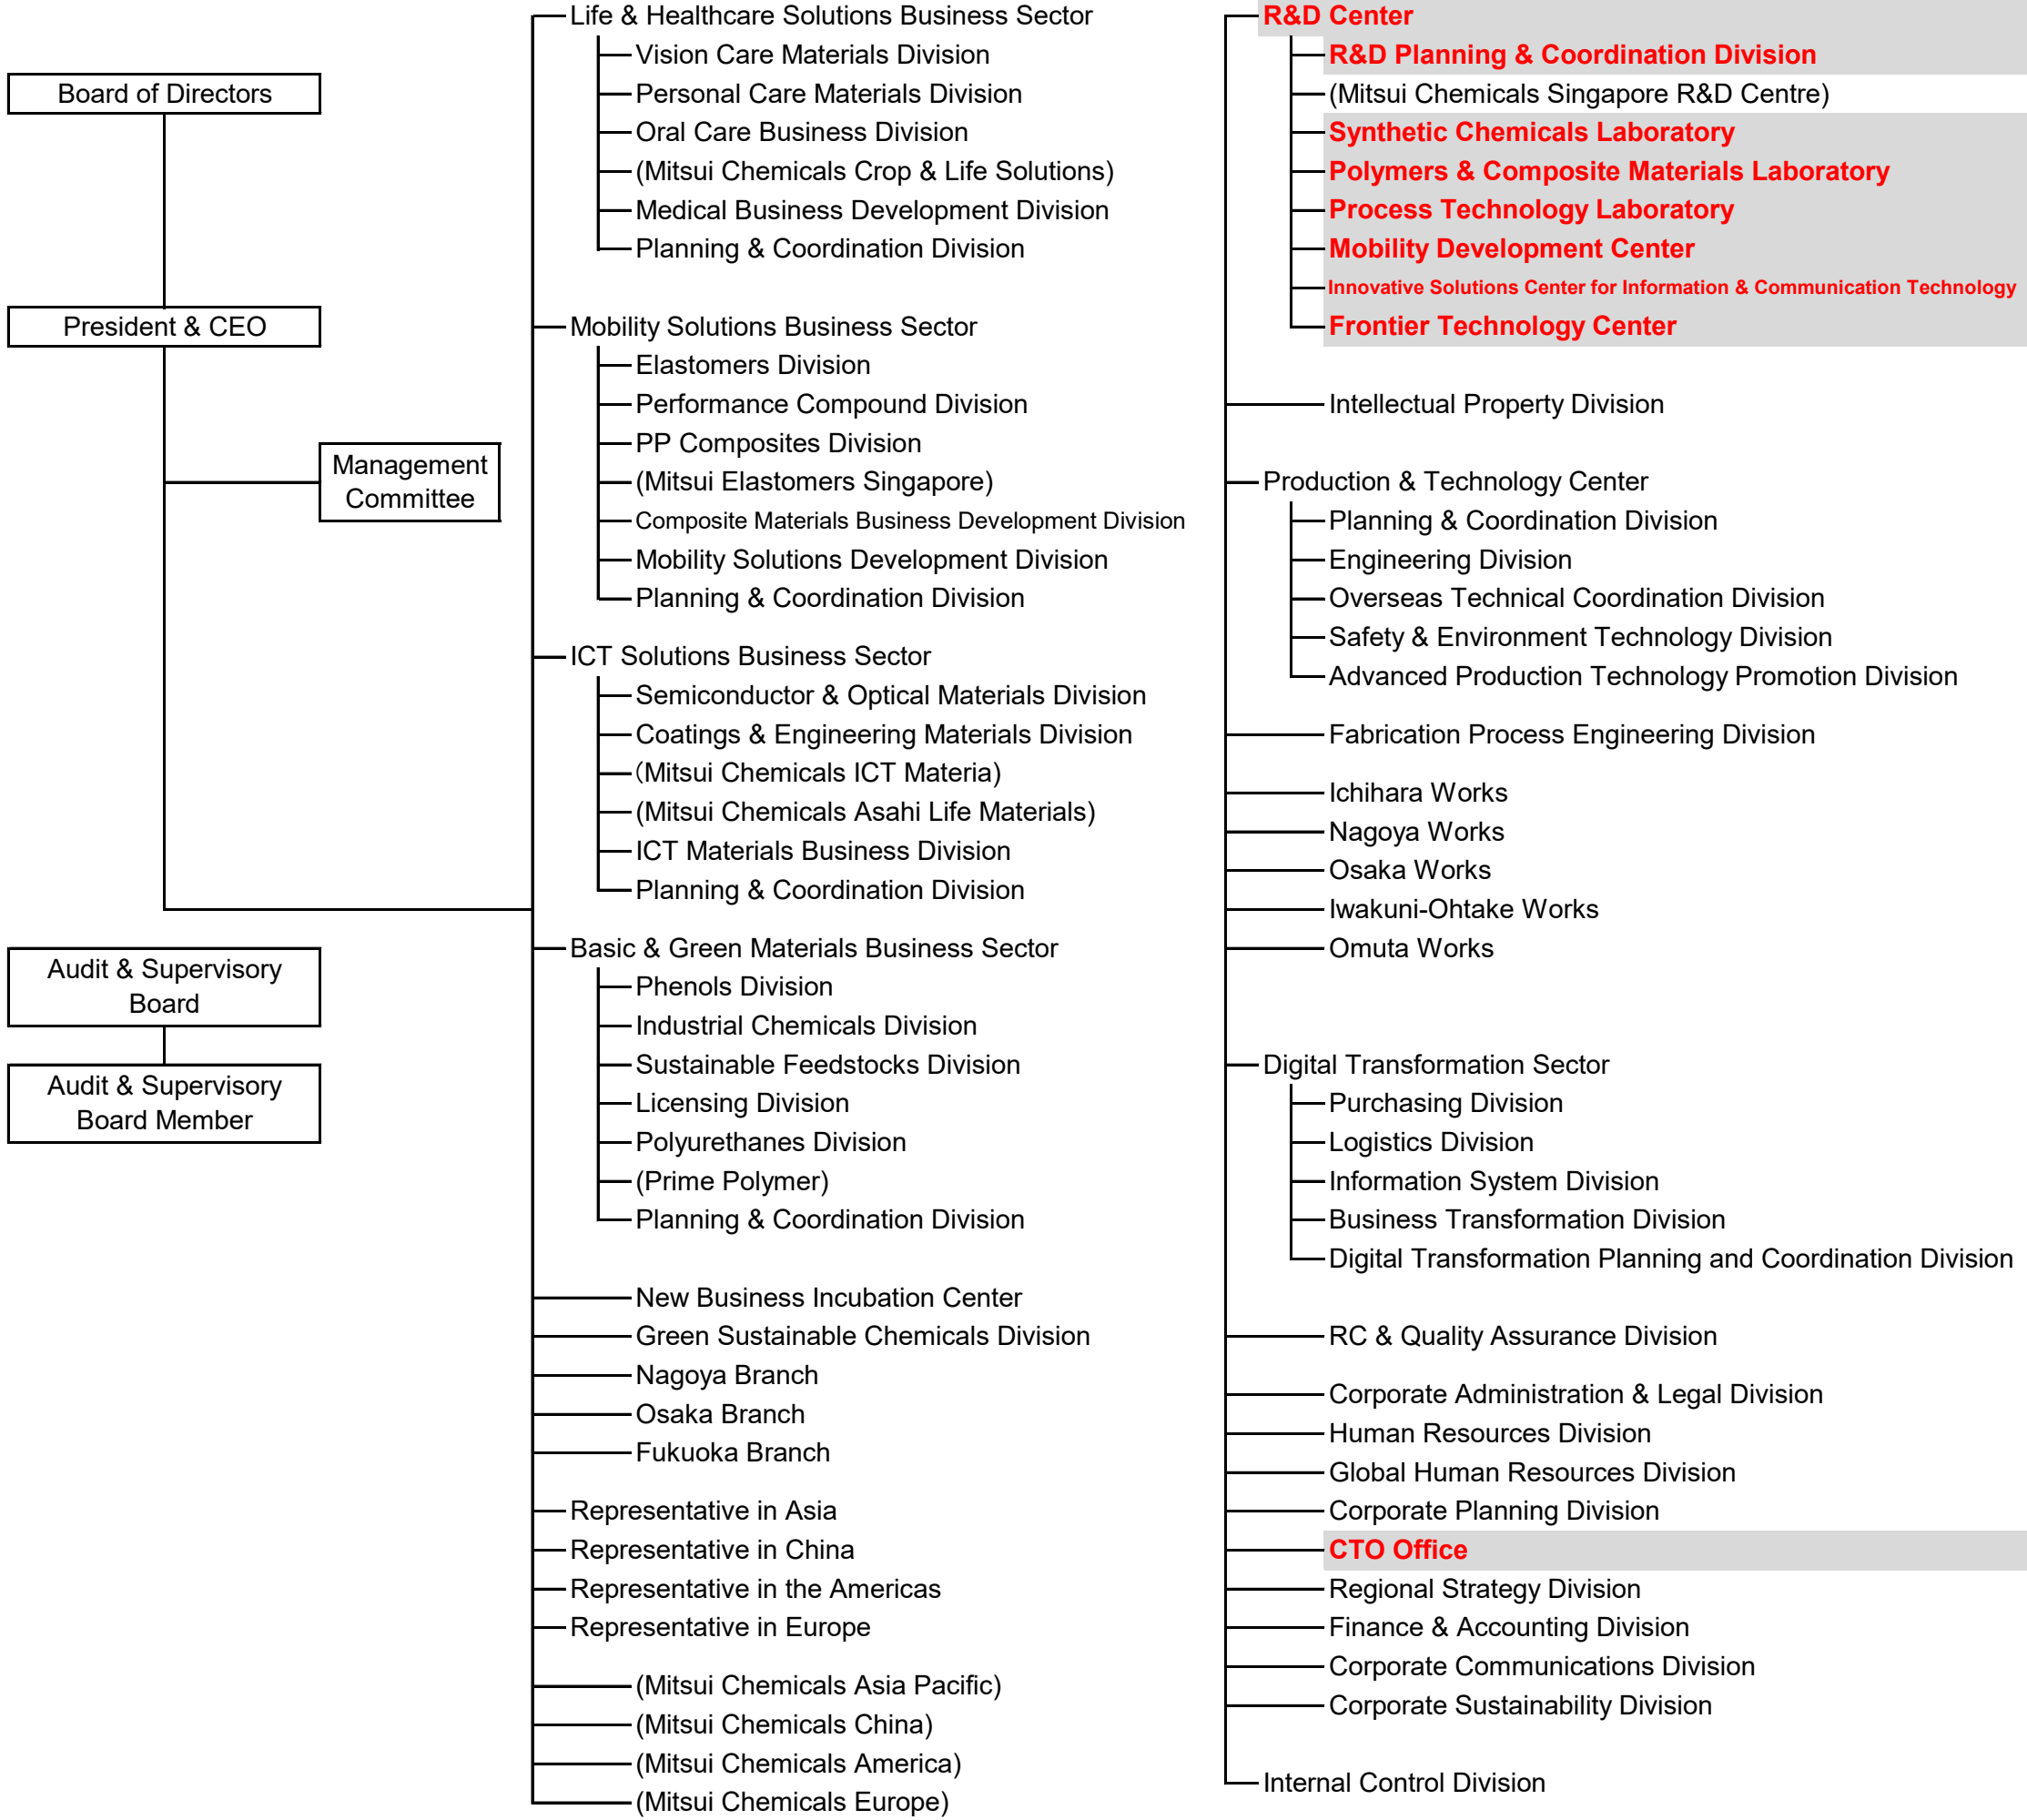 Board of Directors
President & CEO
Management
Committee
Audit & Supervisory
Board
Audit & Supervisory
Board Member
Life & Healthcare Solutions Business Sector
Vision Care Materials Division
Personal Care Materials Division
Oral Care Business Division
(Mitsui Chemicals Crop & Life Solutions)
Medical Business Development Division
Planning & Coordination Division
Mobility Solutions Business Sector
Elastomers Division
Performance Compound Division
PP Composites Division
(Mitsui Elastomers Singapore)
Composite Materials Business Development Division
Mobility Solutions Development Division
Planning & Coordination Division
ICT Solutions Business Sector
Semiconductor & Optical Materials Division
Coatings & Engineering Materials Division
(Mitsui Chemicals ICT Materia)
(Mitsui Chemicals Asahi Life Materials)
ICT Materials Business Division
Planning & Coordination Division
Basic & Green Materials Business Sector
Phenols Division
Industrial Chemicals Division
Sustainable Feedstocks Division
Licensing Division
Polyurethanes Division
(Prime Polymer)
Planning & Coordination Division
New Business Incubation Center
Green Sustainable Chemicals Division
Nagoya Branch
Osaka Branch
Fukuoka Branch
Representative in Asia
Representative in China
Representative in the Americas
Representative in Europe
(Mitsui Chemicals Asia Pacific)
(Mitsui Chemicals China)
(Mitsui Chemicals America)
(Mitsui Chemicals Europe)
R&D Center
R&D Planning & Coordination Division
(Mitsui Chemicals Singapore R&D Centre)
Synthetic Chemicals Laboratory
Polymers & Composite Materials Laboratory
Process Technology Laboratory
Mobility Development Center
Innovative Solutions Center for Information & Communication Technology
Frontier Technology Center
Intellectual Property Division
Production & Technology Center
Planning & Coordination Division
Engineering Division
Overseas Technical Coordination Division
Safety & Environment Technology Division
Advanced Production Technology Promotion Division
Fabrication Process Engineering Division
Ichihara Works
Nagoya Works
Osaka Works
Iwakuni-Ohtake Works
Omuta Works
Digital Transformation Sector
Purchasing Division
Logistics Division
Information System Division
Business Transformation Division
Digital Transformation Planning and Coordination Division
RC & Quality Assurance Division
Corporate Administration & Legal Division
Human Resources Division
Global Human Resources Division
Corporate Planning Division
CTO Office
Regional Strategy Division
Finance & Accounting Division
Corporate Communications Division
Corporate Sustainability Division
Internal Control Division